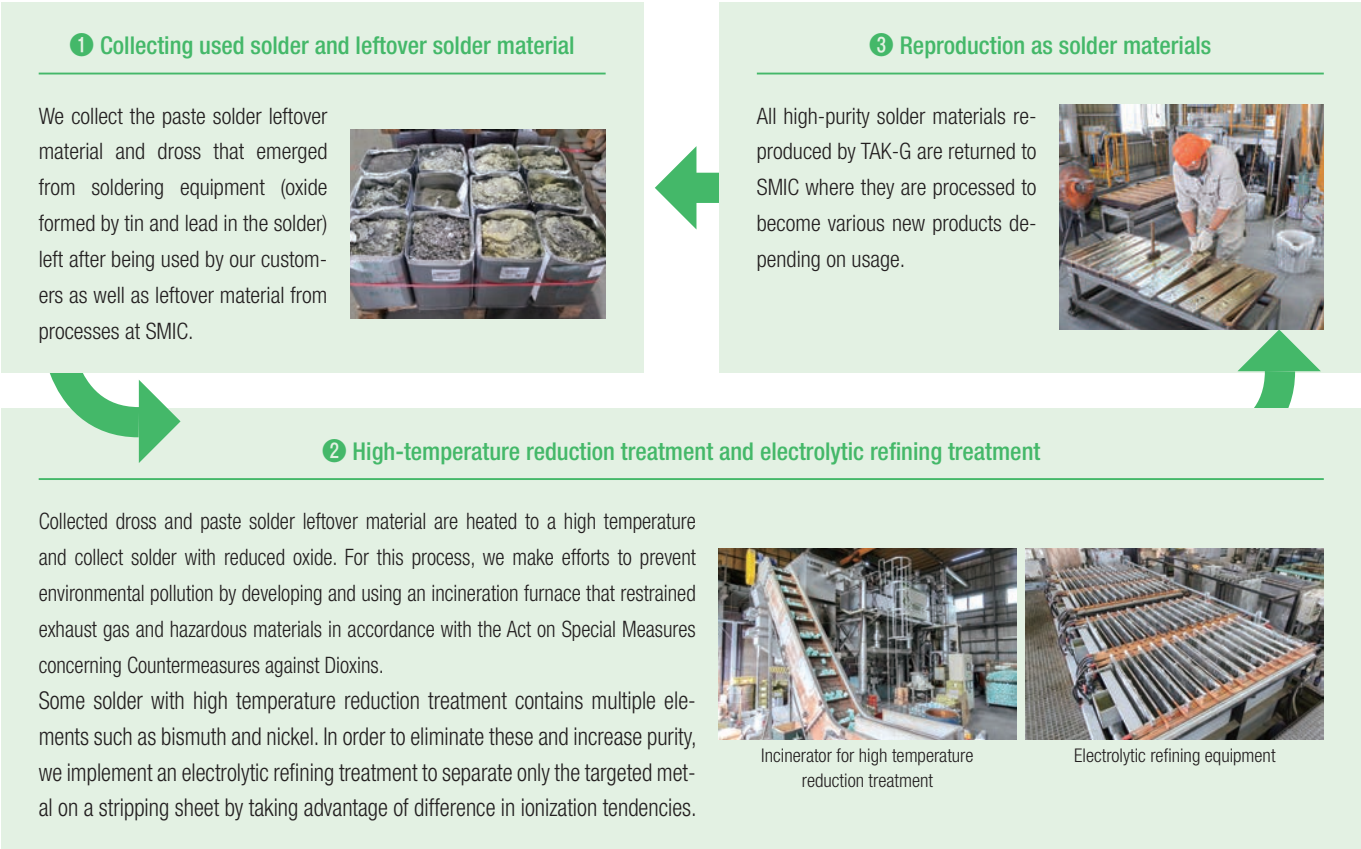 ❶ Collecting used solder and leftover solder material
We collect the paste solder leftover
material and dross that emerged
from soldering equipment (oxide
formed by tin and lead in the solder)
left after being used by our custom-
ers as well as leftover material from
processes at SMIC.
❷ High-temperature reduction treatment and electrolytic refining treatment
Collected dross and paste solder leftover material are heated to a high temperature
and collect solder with reduced oxide. For this process, we make efforts to prevent
environmental pollution by developing and using an incineration furnace that restrained
exhaust gas and hazardous materials in accordance with the Act on Special Measures
concerning Countermeasures against Dioxins.
Some solder with high temperature reduction treatment contains multiple ele-
ments such as bismuth and nickel. In order to eliminate these and increase purity,
we implement an electrolytic refining treatment to separate only the targeted met-
al on a stripping sheet by taking advantage of difference in ionization tendencies.
Incinerator for high temperature
reduction treatment
Electrolytic refining equipment
❸ Reproduction as solder materials
All high-purity solder materials re-
produced by TAK-G are returned to
SMIC where they are processed to
become various new products de-
pending on usage.